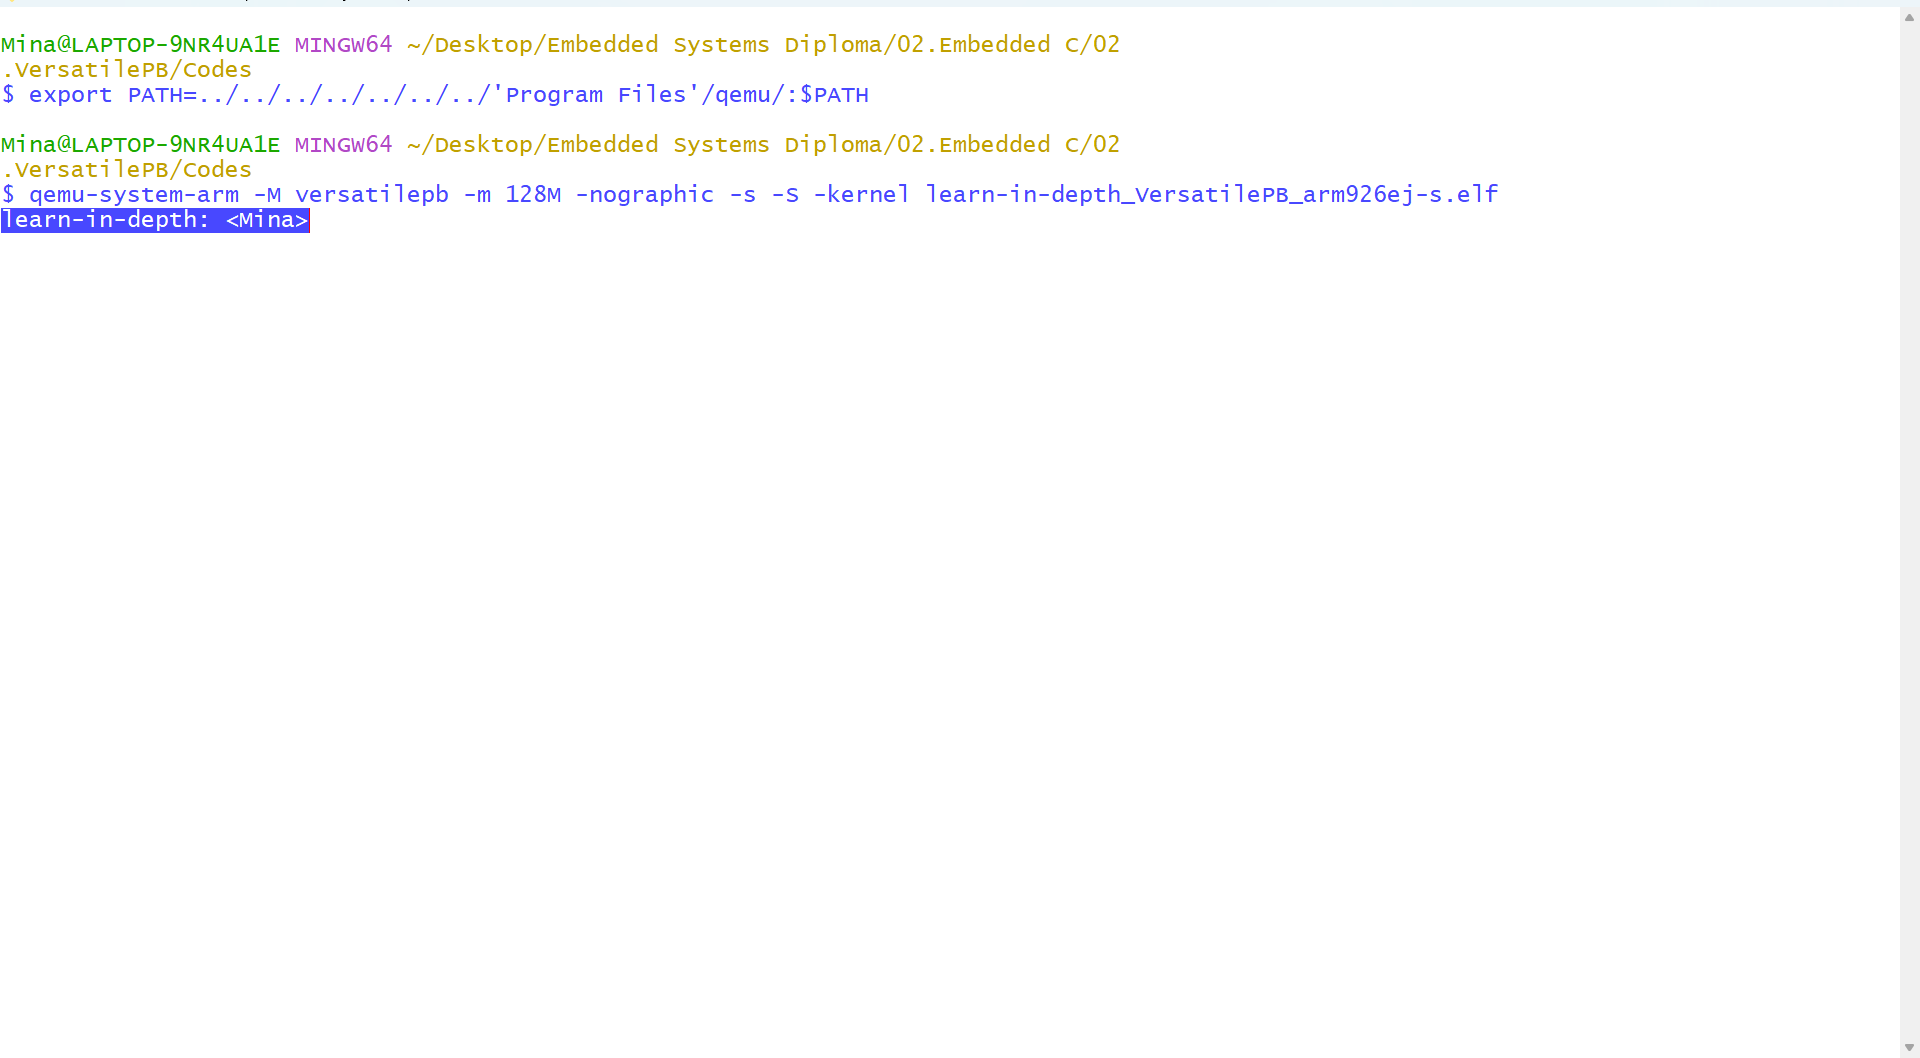 Mina@LAPTOP-9NR4UA1E MINGW64 ~/Desktop/Embedded Systems Diploma/02.Embedded C/02
.VersatilePB/Codes
$ export PATH=../../../../../../../'Program Files'/qemu/:$PATH
Mina@LAPTOP-9NR4UA1E MINGW64 ~/Desktop/Embedded Systems Diploma/02.Embedded C/02
.VersatilePB/Codes
$ qemu-system-arm -M versatilepb -m 128M -nographic -s -S -kernel learn-in-depth_VersatilePB_arm926ej-s.elf
learn-in-depth: <Mina>